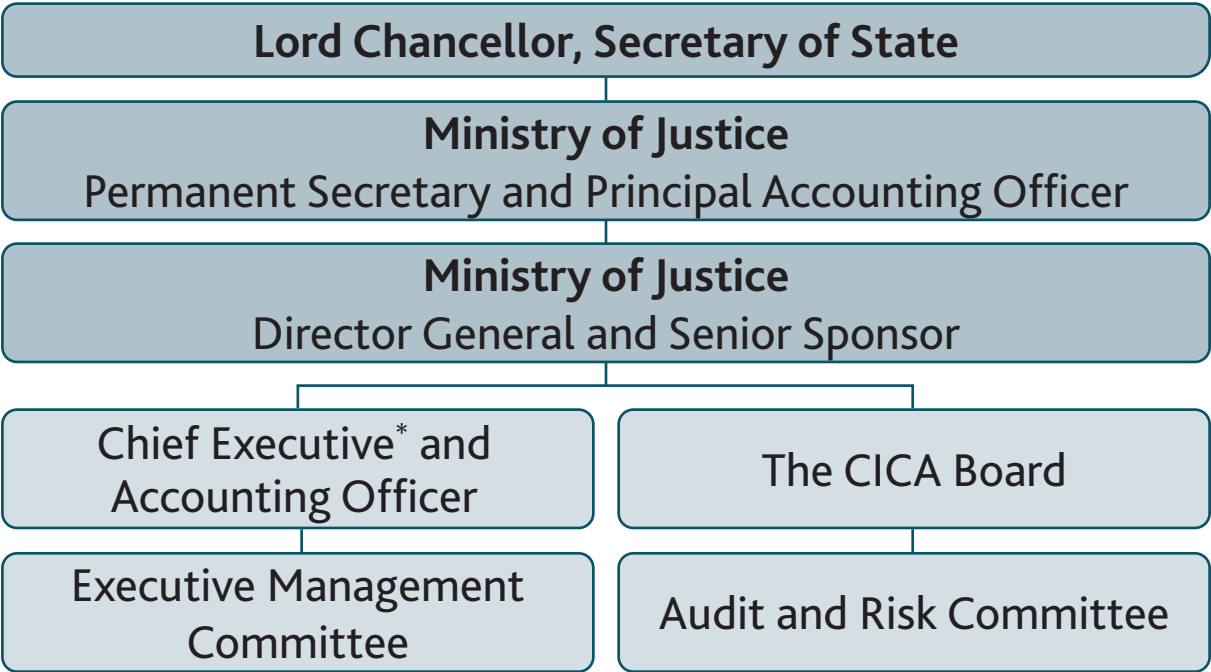 Lord Chancellor, Secretary of State
Ministry of Justice
Permanent Secretary and Principal Accounting Officer
Ministry of Justice
Director General and Senior Sponsor
Chief Executive* and
Accounting Officer
The CICA Board
Executive Management
Committee
Audit and Risk Committee